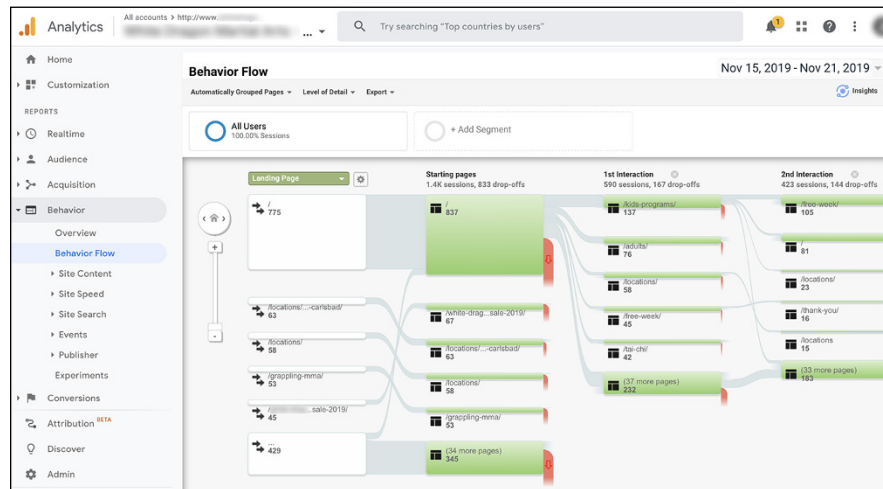 Analytics
All accounts > http://www.
...
Try searching "Top countries by users"
1
Home
Customization
REPORTS
Realtime
Audience
Acquisition
Behavior
Overview
Behavior Flow
Site Content
Site Speed
Site Search
Events
Publisher
Experiments
Conversions
Attribution BETA
Discover
Admin
Behavior Flow
Nov 15, 2019 - Nov 21, 2019
Automatically Grouped Pages Level of Detail Export
Insights
All Users
100.00% Sessions
+ Add Segment
Landing Page
/
775
/locations/...-carlsbad/
63
/locations/
58
/grappling-mma/
53
...sale-2019/
45
...
429
+
-
Starting pages
1.4K sessions, 833 drop-offs
/
837
/white-drag...sale-2019/
67
/locations/...-carlsbad/
63
/locations/
58
/grappling-mma/
53
(34 more pages)
345
1st Interaction
590 sessions, 167 drop-offs
/kids-programs/
137
/adults/
76
/locations/
58
/free-week/
45
/tai-chi/
42
(37 more pages)
232
2nd Interaction
423 sessions, 144 drop-offs
/free-week/
105
/
81
/locations/
23
/thank-you/
16
/locations
15
(33 more pages)
183